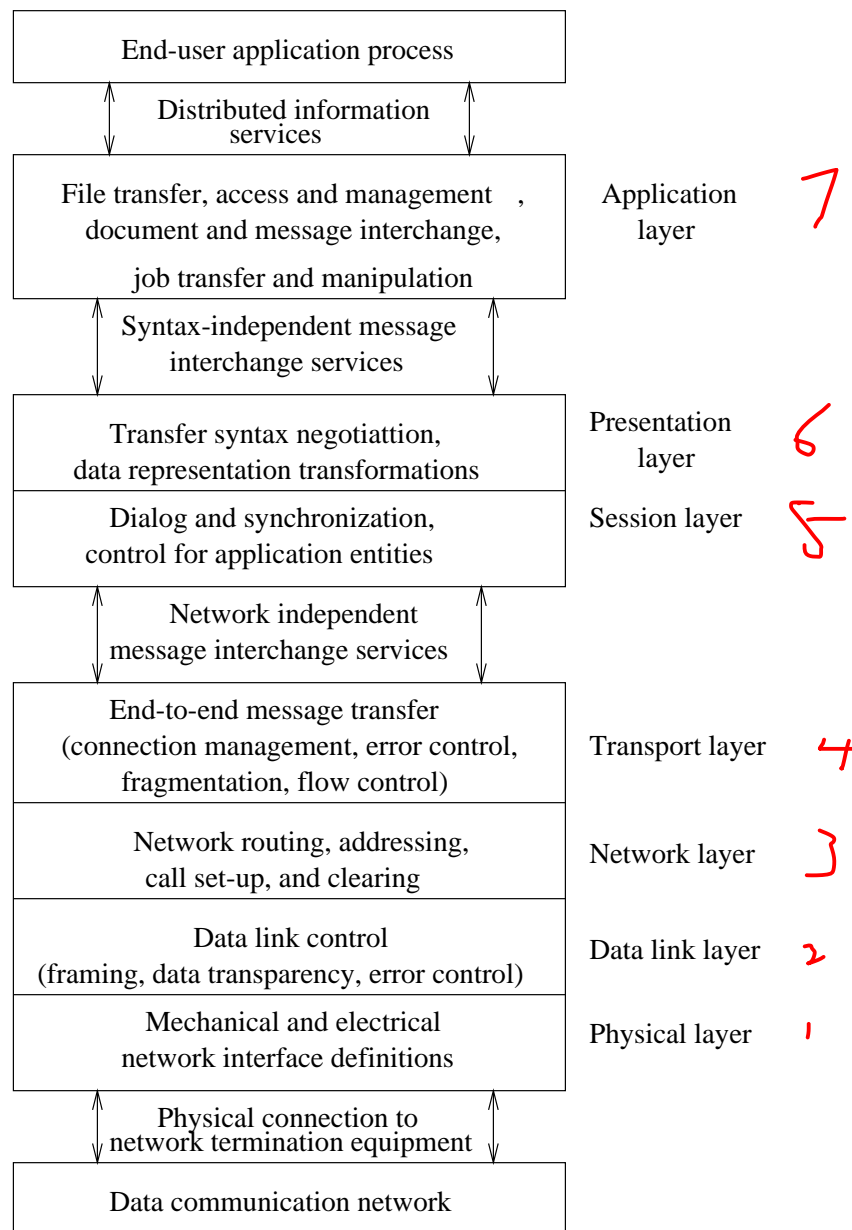 End-user application process
Distributed information
services
File transfer, access and management ,
document and message interchange,
job transfer and manipulation
Application
layer
7
Syntax-independent message
interchange services
Transfer syntax negotiattion,
data representation transformations
Presentation
layer
6
Dialog and synchronization,
control for application entities
Session layer
5
Network independent
message interchange services
End-to-end message transfer
(connection management, error control,
fragmentation, flow control)
Transport layer
4
Network routing, addressing,
call set-up, and clearing
Network layer
3
Data link control
(framing, data transparency, error control)
Data link layer
2
Mechanical and electrical
network interface definitions
Physical layer
1
Physical connection to
network termination equipment
Data communication network